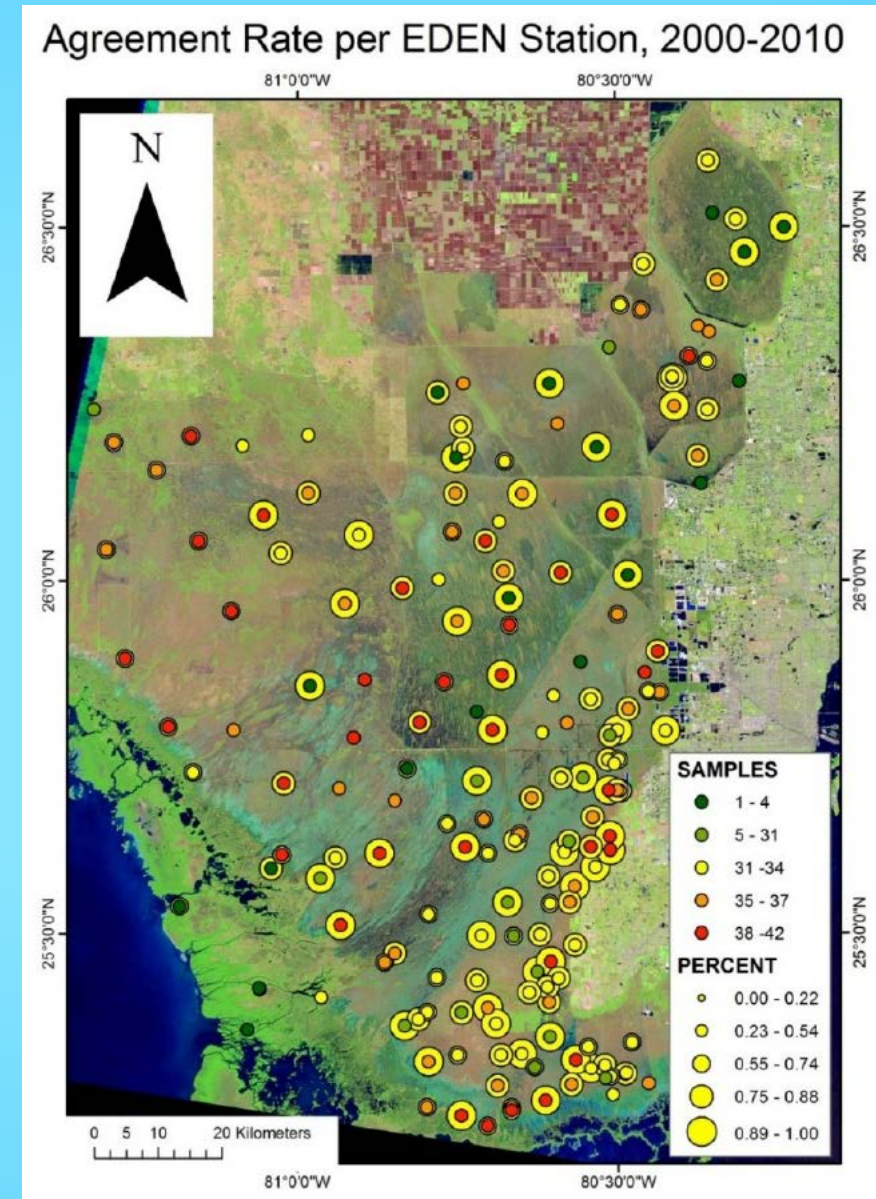 Agreement Rate per EDEN Station, 2000-2010
81°0'0"W 80°30'0"W
N
26°30'0"N 26°30'0"N
26°0'0"N 26°0'0"N
SAMPLES
1 - 4
5 - 31
31 -34
35 - 37
38 -42
25°30'0"N 25°30'0"N
PERCENT
0.00 - 0.22
0.23 - 0.54
0.55 - 0.74
0.75 - 0.88
0.89 - 1.00
0 5 10 20 Kilometers
81°0'0"W 80°30'0"W